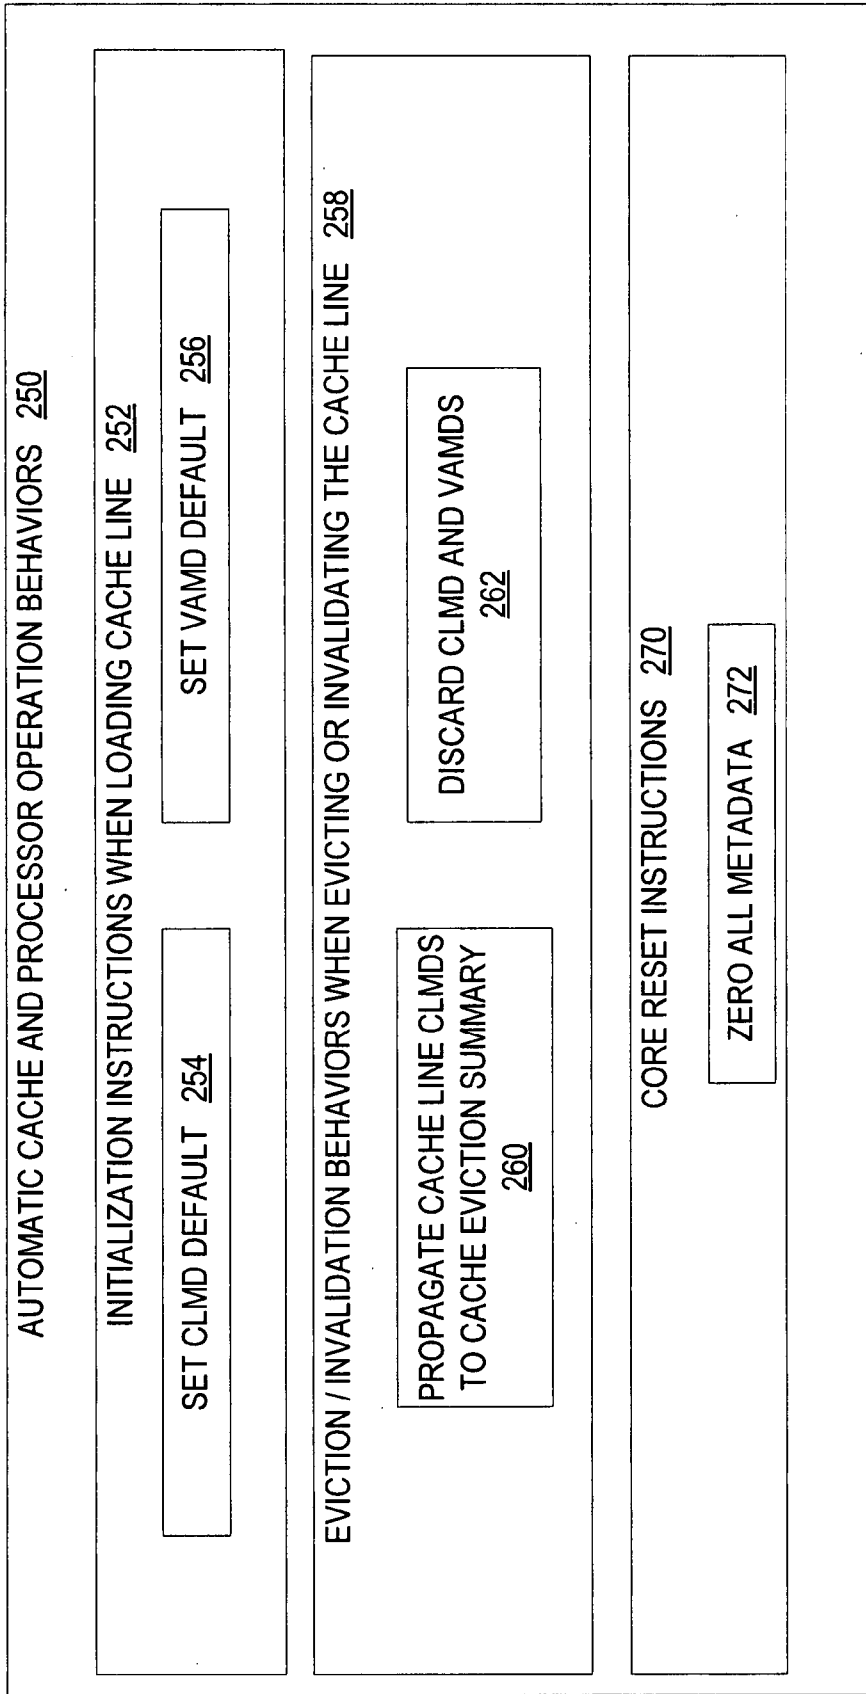 AUTOMATIC CACHE AND PROCESSOR OPERATION BEHAVIORS 250
INITIALIZATION INSTRUCTIONS WHEN LOADING CACHE LINE 252
SET CLMD DEFAULT 254
SET VAMD DEFAULT 256
EVICTION / INVALIDATION BEHAVIORS WHEN EVICTING OR INVALIDATING THE CACHE LINE 258
PROPAGATE CACHE LINE CLMDS
TO CACHE EVICTION SUMMARY
260
DISCARD CLMD AND VAMDS
262
CORE RESET INSTRUCTIONS 270
ZERO ALL METADATA 272